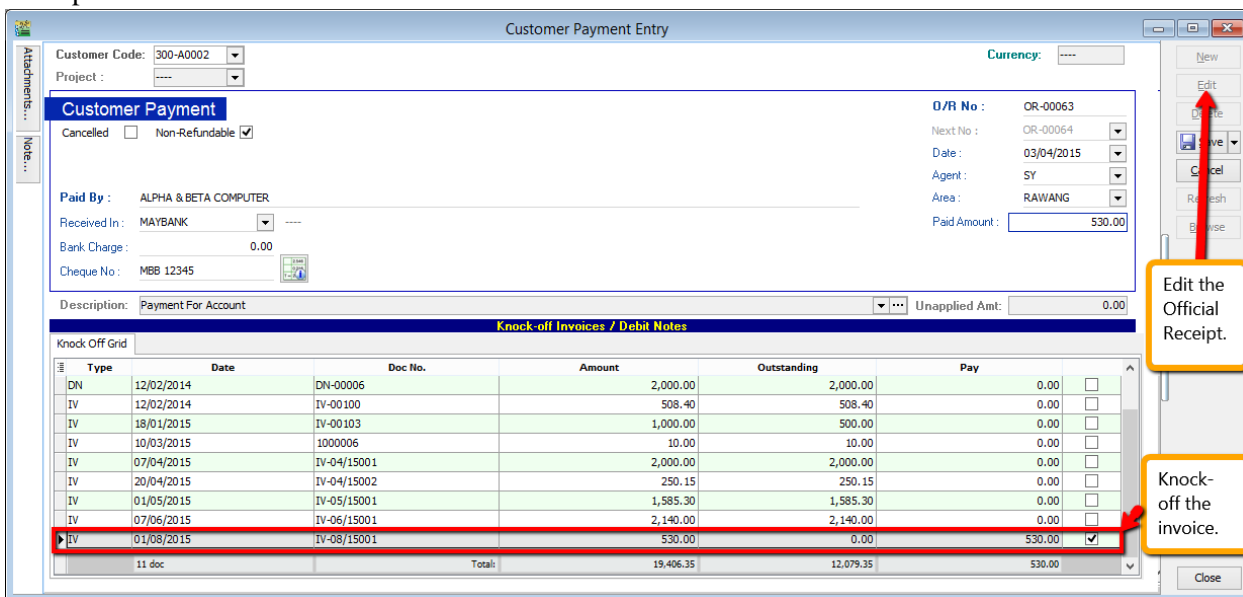 Customer Payment Entry
Attachments...
Note...
Customer Code: 300-A0002
Currency: ----
Project : ----
New
Edit
Customer Payment
O/R No : OR-00063
Cancelled Non-Refundable
Next No : OR-00064
Date : 03/04/2015
Save
Agent : SY
Cancel
Paid By : ALPHA & BETA COMPUTER
Area : RAWANG
Refresh
Received In : MAYBANK ----
Paid Amount : 530.00
Browse
Bank Charge : 0.00
Cheque No : MBB 12345
Edit the
Official
Receipt.
Description: Payment For Account
Unapplied Amt: 0.00
Knock-off Invoices / Debit Notes
Knock Off Grid
Type Date Doc No. Amount Outstanding Pay
DN 12/02/2014 DN-00006 2,000.00 2,000.00 0.00
IV 12/02/2014 IV-00100 508.40 508.40 0.00
IV 18/01/2015 IV-00103 1,000.00 500.00 0.00
IV 10/03/2015 1000006 10.00 10.00 0.00
IV 07/04/2015 IV-04/15001 2,000.00 2,000.00 0.00
IV 20/04/2015 IV-04/15002 250.15 250.15 0.00
IV 01/05/2015 IV-05/15001 1,585.30 1,585.30 0.00
IV 07/06/2015 IV-06/15001 2,140.00 2,140.00 0.00
IV 01/08/2015 IV-08/15001 530.00 0.00 530.00
11 doc Total: 19,406.35 12,079.35 530.00
Knock-
off the
invoice.
Close